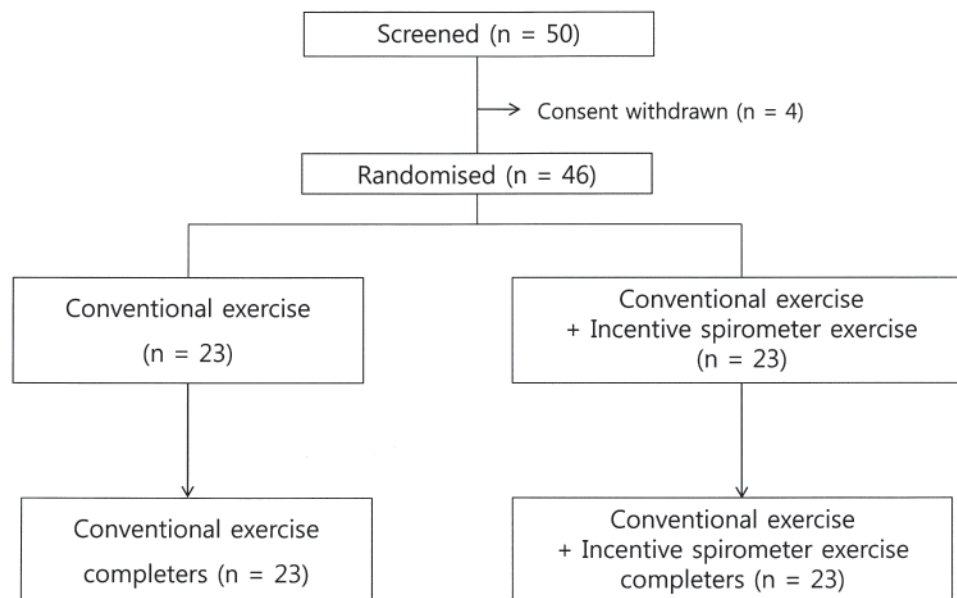 Screened (n = 50)
Consent withdrawn (n = 4)
Randomised (n = 46)
Conventional exercise
(n = 23)
Conventional exercise
+ Incentive spirometer exercise
(n = 23)
Conventional exercise
completers (n = 23)
Conventional exercise
+ Incentive spirometer exercise
completers (n = 23)